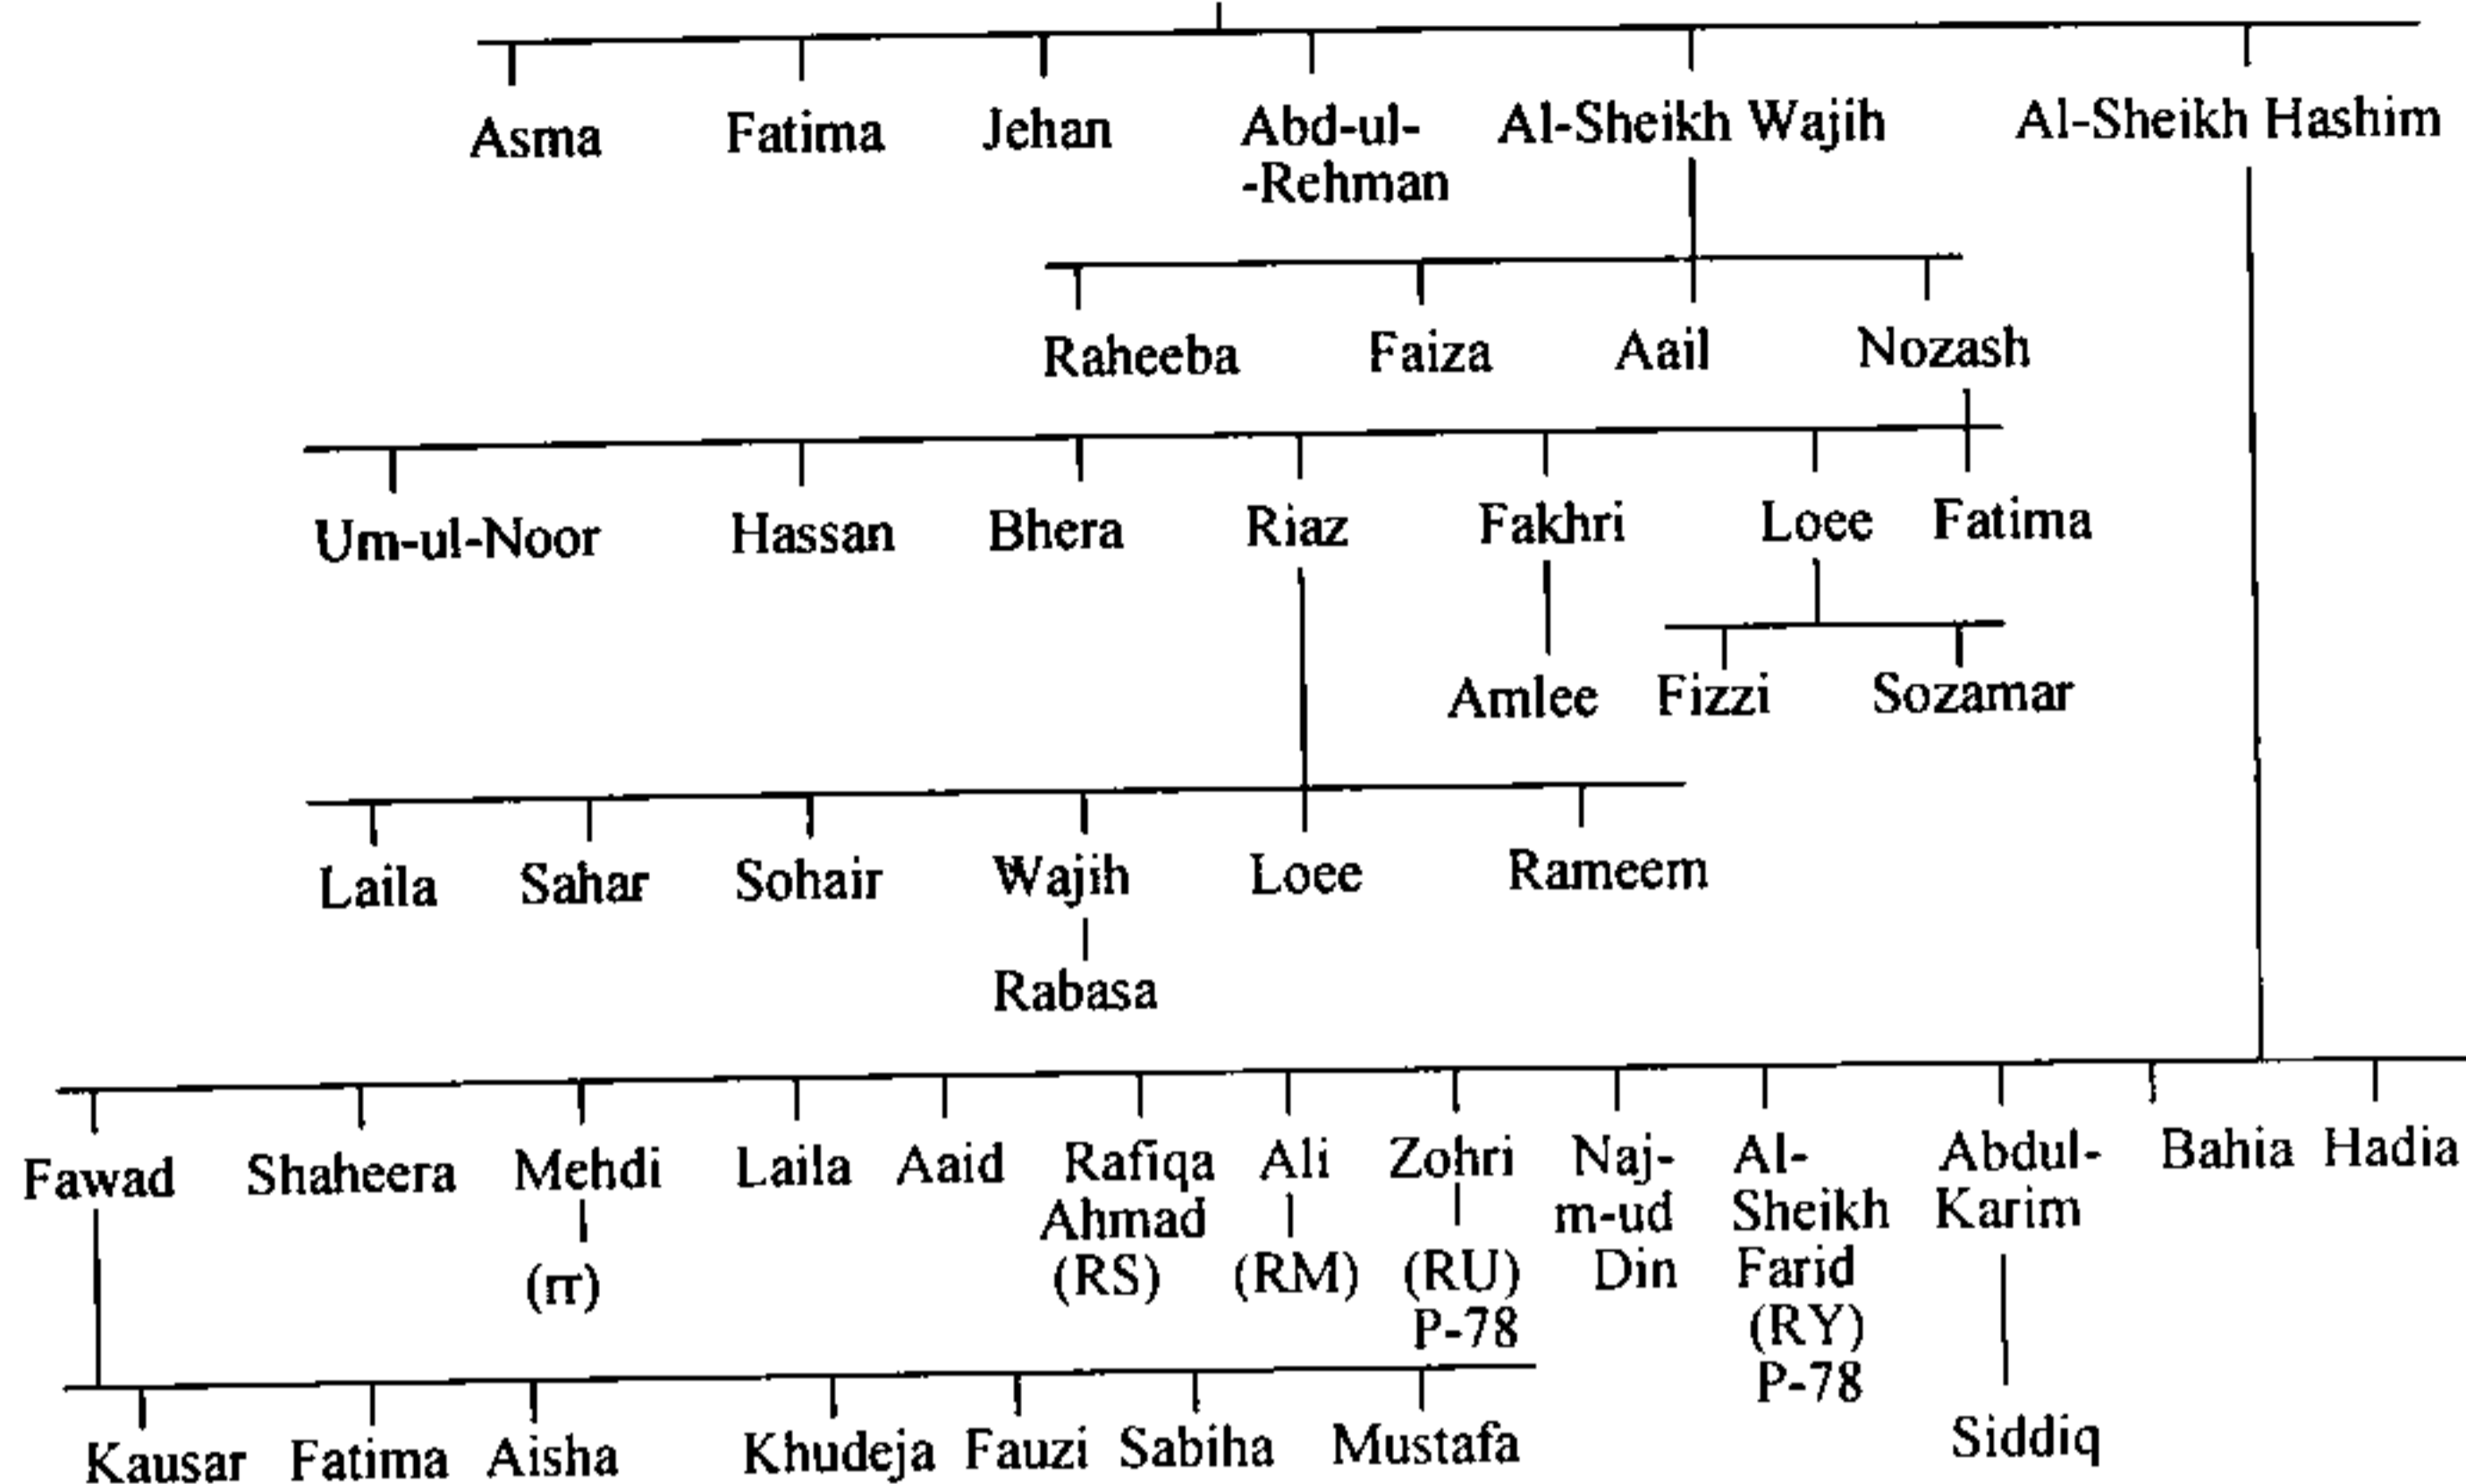 Asma Fatima Jehan Abd-ul- Al-Sheikh Wajih Al-Sheikh Hashim
-Rehman
Raheeba Faiza Aail Nozash
Um-ul-Noor Hassan Bhera Riaz Fakhri Loee Fatima
Amlee Fizzi Sozamar
Laila Sahar Sohair Wajih Loee Rameem
Rabasa
Fawad Shaheera Mehdi Laila Aaid Rafiqa Ali Zohri Naj- Al- Abdul- Bahia Hadia
Ahmad m-ud Sheikh Karim
(rr) (RS) (RM) (RU) Din Farid
P-78 (RY)
P-78
Kausar Fatima Aisha Khudeja Fauzi Sabiha Mustafa Siddiq